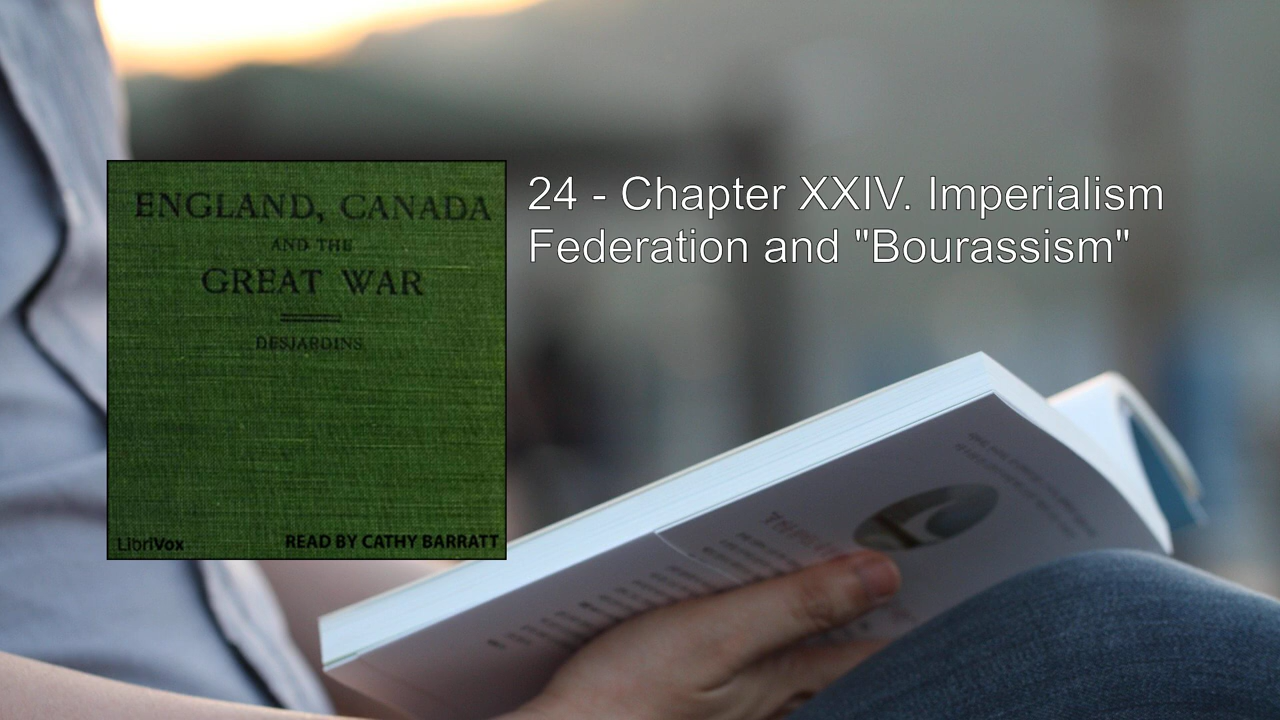 ENGLAND, CANADA
AND THE
GREAT WAR
DESJARDINS.
LibriVox
READ BY CATHY BARRATT
24 - Chapter XXIV. Imperialism
Federation and "Bourassism"